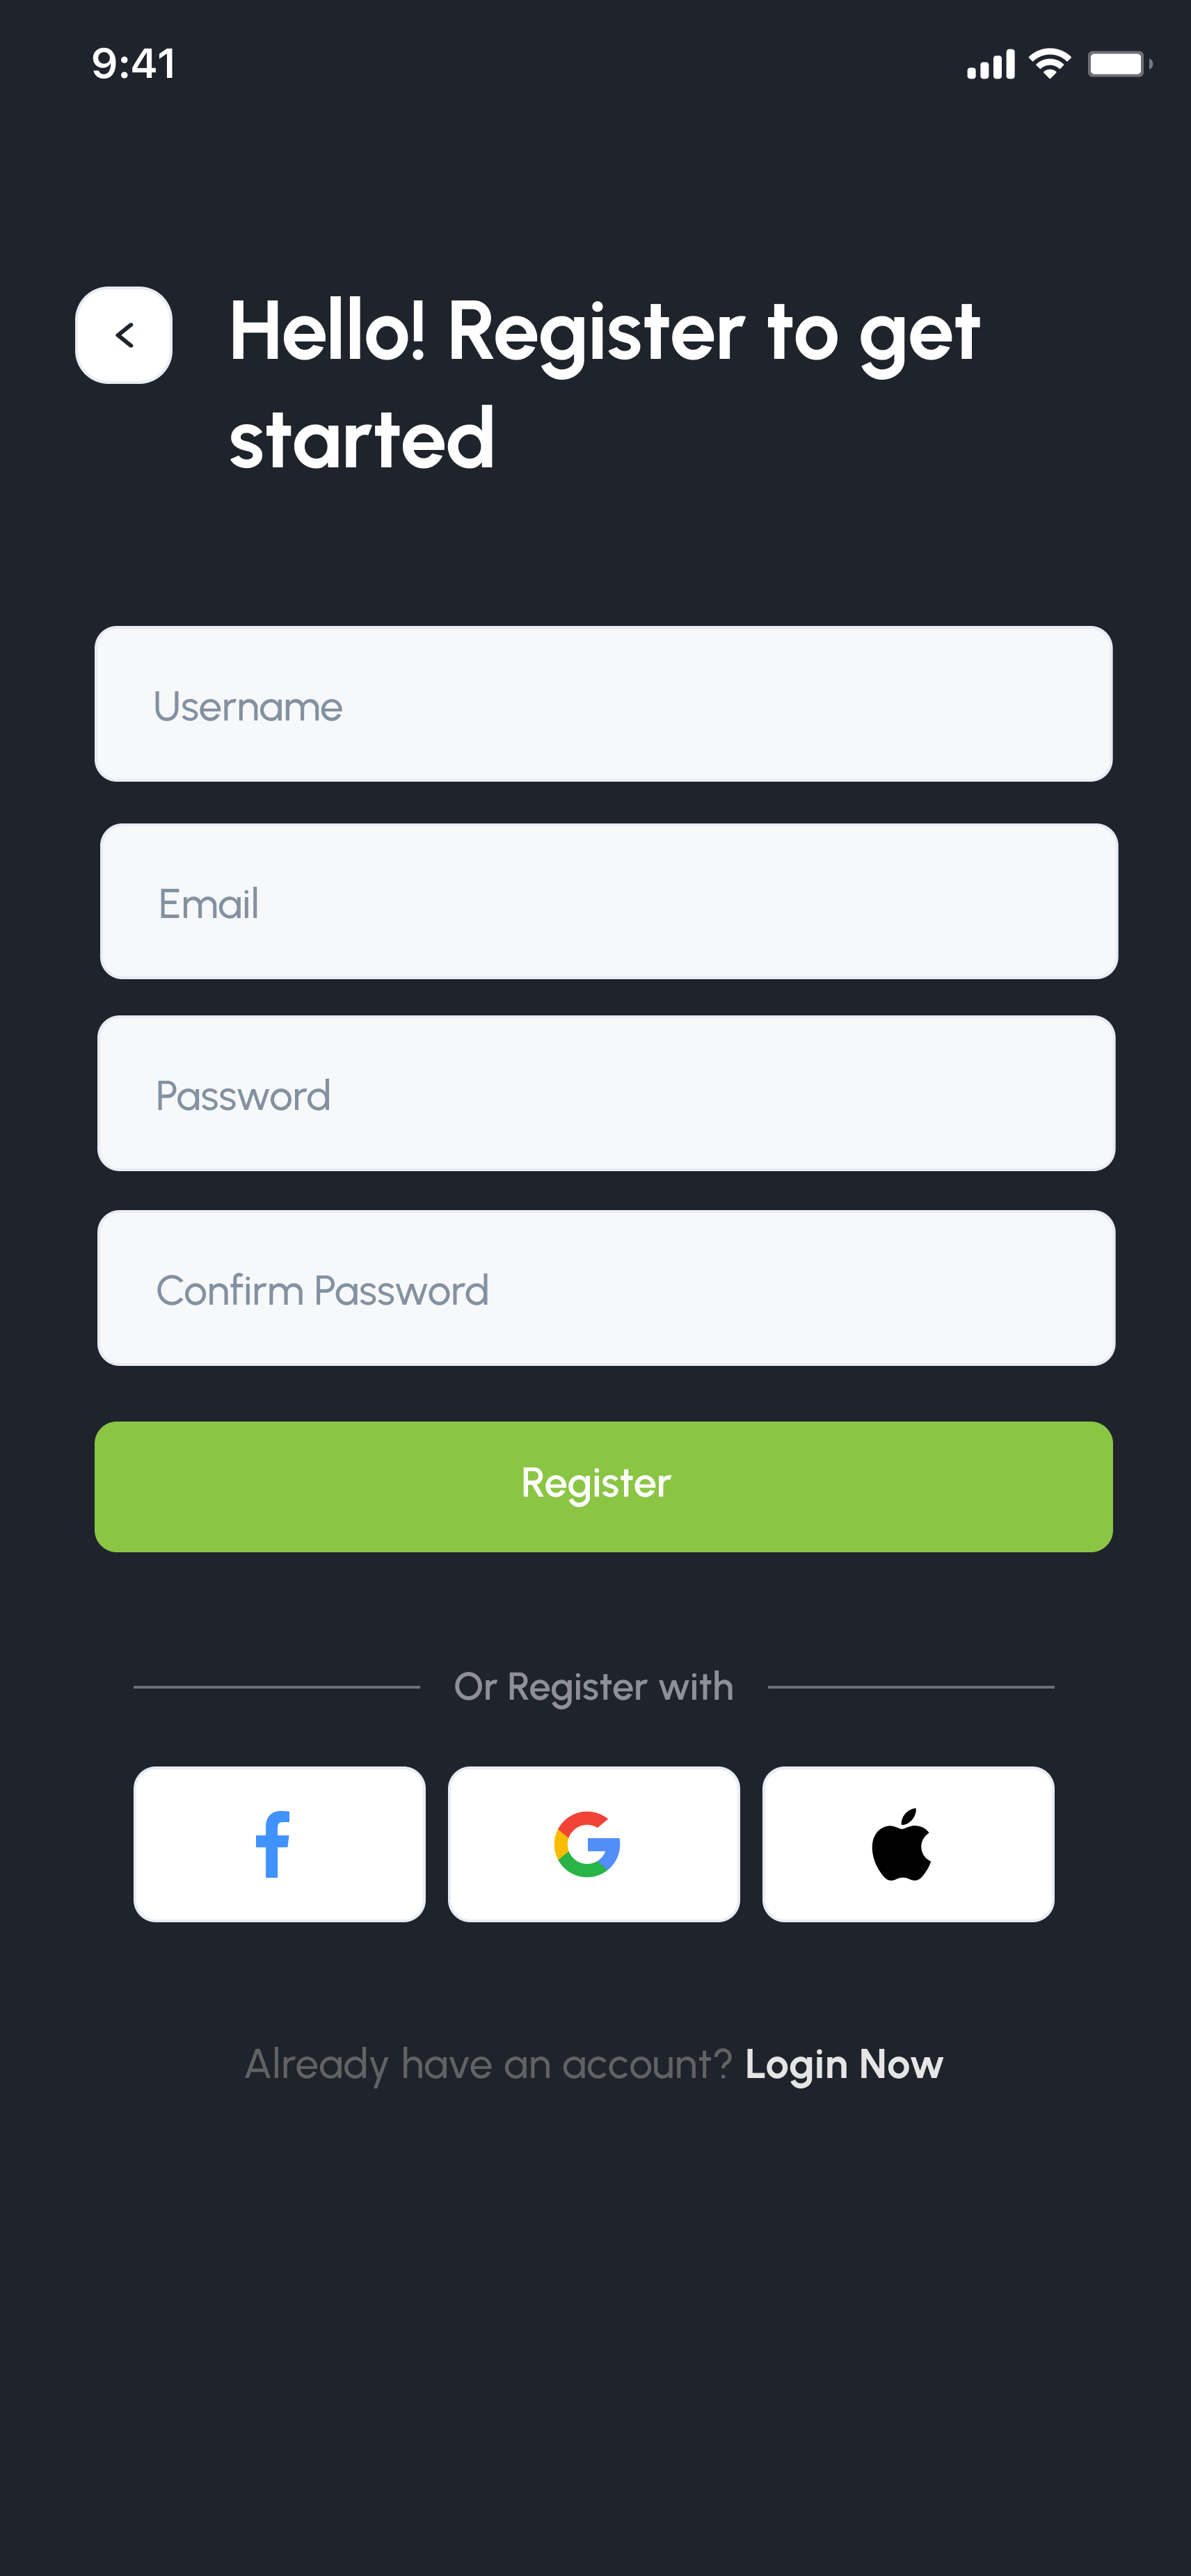 9:41
Hello! Register to get
started
Username
Email
Password
Confirm Password
Register
Or Register with
Already have an account? Login Now